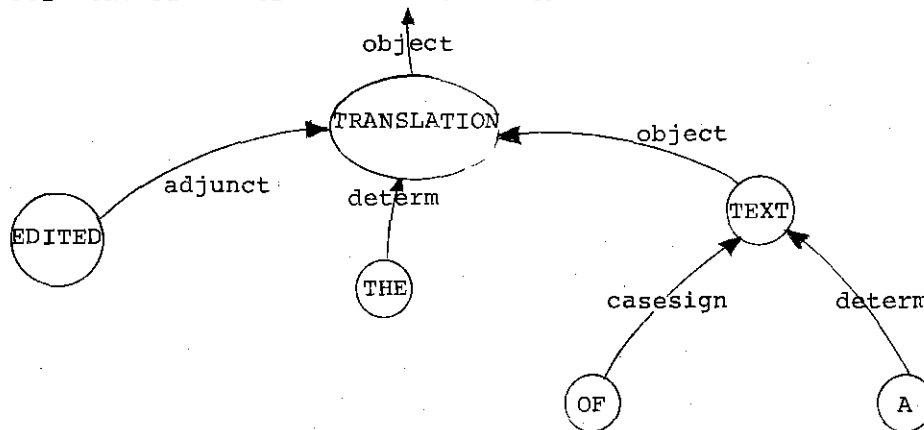 object
TRANSLATION
object
adjunct
determ
TEXT
EDITED
THE
casesign
determ
OF
A